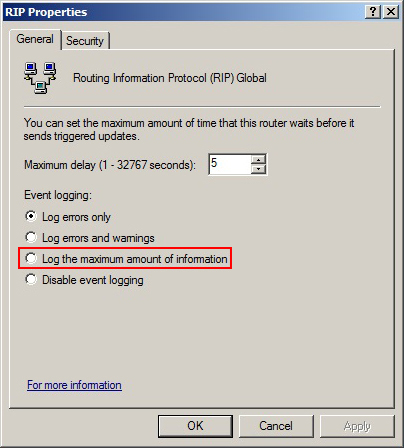 RIP Properties
General
Security
Routing Information Protocol (RIP) Global
You can set the maximum amount of time that this router waits before it
sends triggered updates.
Maximum delay (1 - 32767 seconds):
5
Event logging:
Log errors only
Log errors and warnings
Log the maximum amount of information
Disable event logging
For more information
OK
Cancel
Apply